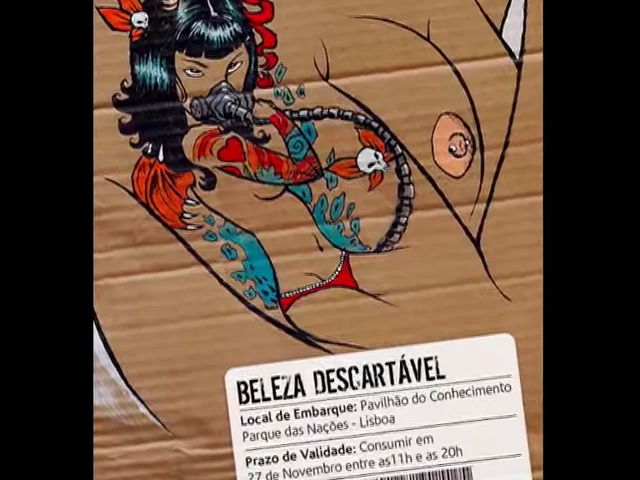 BELEZA DESCARTÁVEL
Local de Embarque: Pavilhão do Conhecimento
Parque das Nações - Lisboa
Prazo de Validade: Consumir em
27 de Novembro entre as11h e as 20h